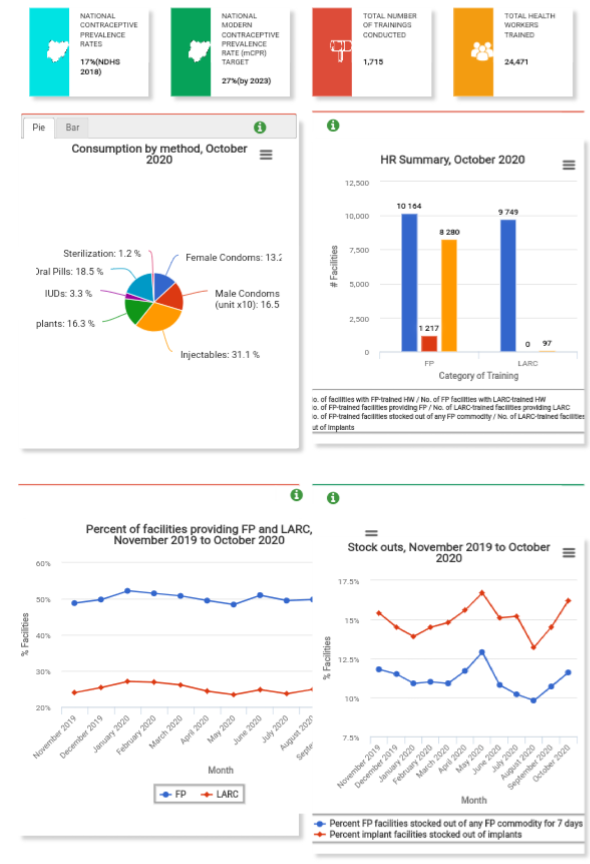 NATIONAL
CONTRACEPTIVE
PREVALENCE
RATES
17%(NDHS
2018)
NATIONAL
MODERN
CONTRACEPTIVE
PREVALENCE
RATE (mCPR)
TARGET
27%(by 2023)
TOTAL NUMBER
OF TRAININGS
CONDUCTED
1,715
TOTAL HEALTH
WORKERS
TRAINED
24,471
Pie Bar
Consumption by method, October
2020
Sterilization: 1.2 %
Female Condoms: 13.2
Oral Pills: 18.5 %
IUDs: 3.3 %
Male Condoms
(unit x10): 16.5
plants: 16.3 %
Injectables: 31.1 %
HR Summary, October 2020
12,500
10,000
7,500
5,000
2,500
0
# Facilities
10 164
1 217
8 280
9 749
0
97
FP LARC
Category of Training
o. of facilities with FP-trained HW / No. of FP facilities with LARC-trained HW
o. of FP-trained facilities providing FP / No. of LARC-trained facilities providing LARC
o. of FP-trained facilities stocked out of any FP commodity / No. of LARC-trained facilities
ut of Implants
Percent of facilities providing FP and LARC,
November 2019 to October 2020
60%
50%
40%
30%
20%
% Facilities
November 2019
December 2019
January 2020
February 2020
March 2020
April 2020
May 2020
June 2020
July 2020
August 2020
Septe
Month
FP LARC
Stock outs, November 2019 to October
2020
17.5%
15%
12.5%
10%
7.5%
% Facilities
November 2019
December 2019
January 2020
February 2020
March 2020
April 2020
May 2020
June 2020
July 2020
August 2020
September 2020
October 2020
Month
Percent FP facilities stocked out of any FP commodity for 7 days
Percent implant facilities stocked out of implants